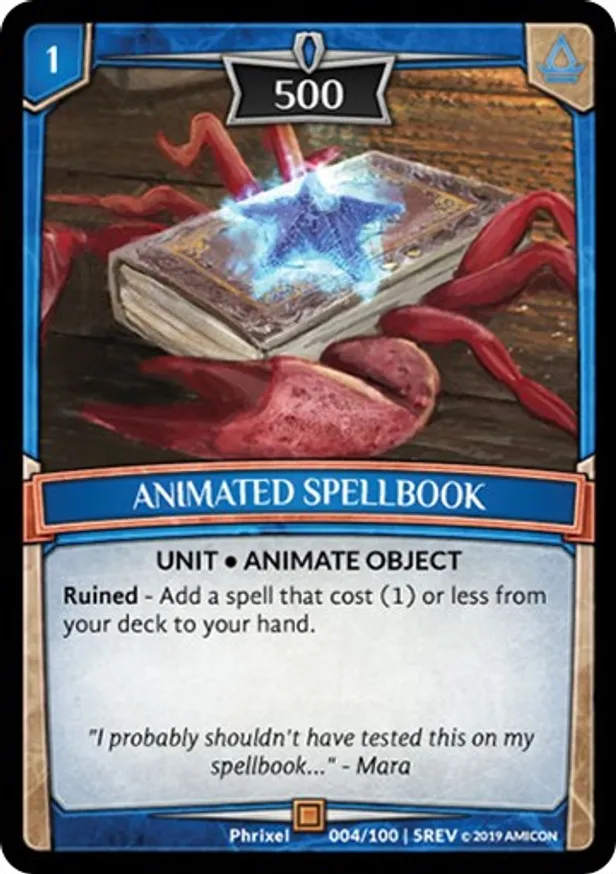 1
500
ANIMATED SPELLBOOK
UNIT • ANIMATE OBJECT
Ruined - Add a spell that cost (1) or less from
your deck to your hand.
"I probably shouldn't have tested this on my
spellbook..." - Mara
Phrixel 004/100 | SREV © 2019 AMICON